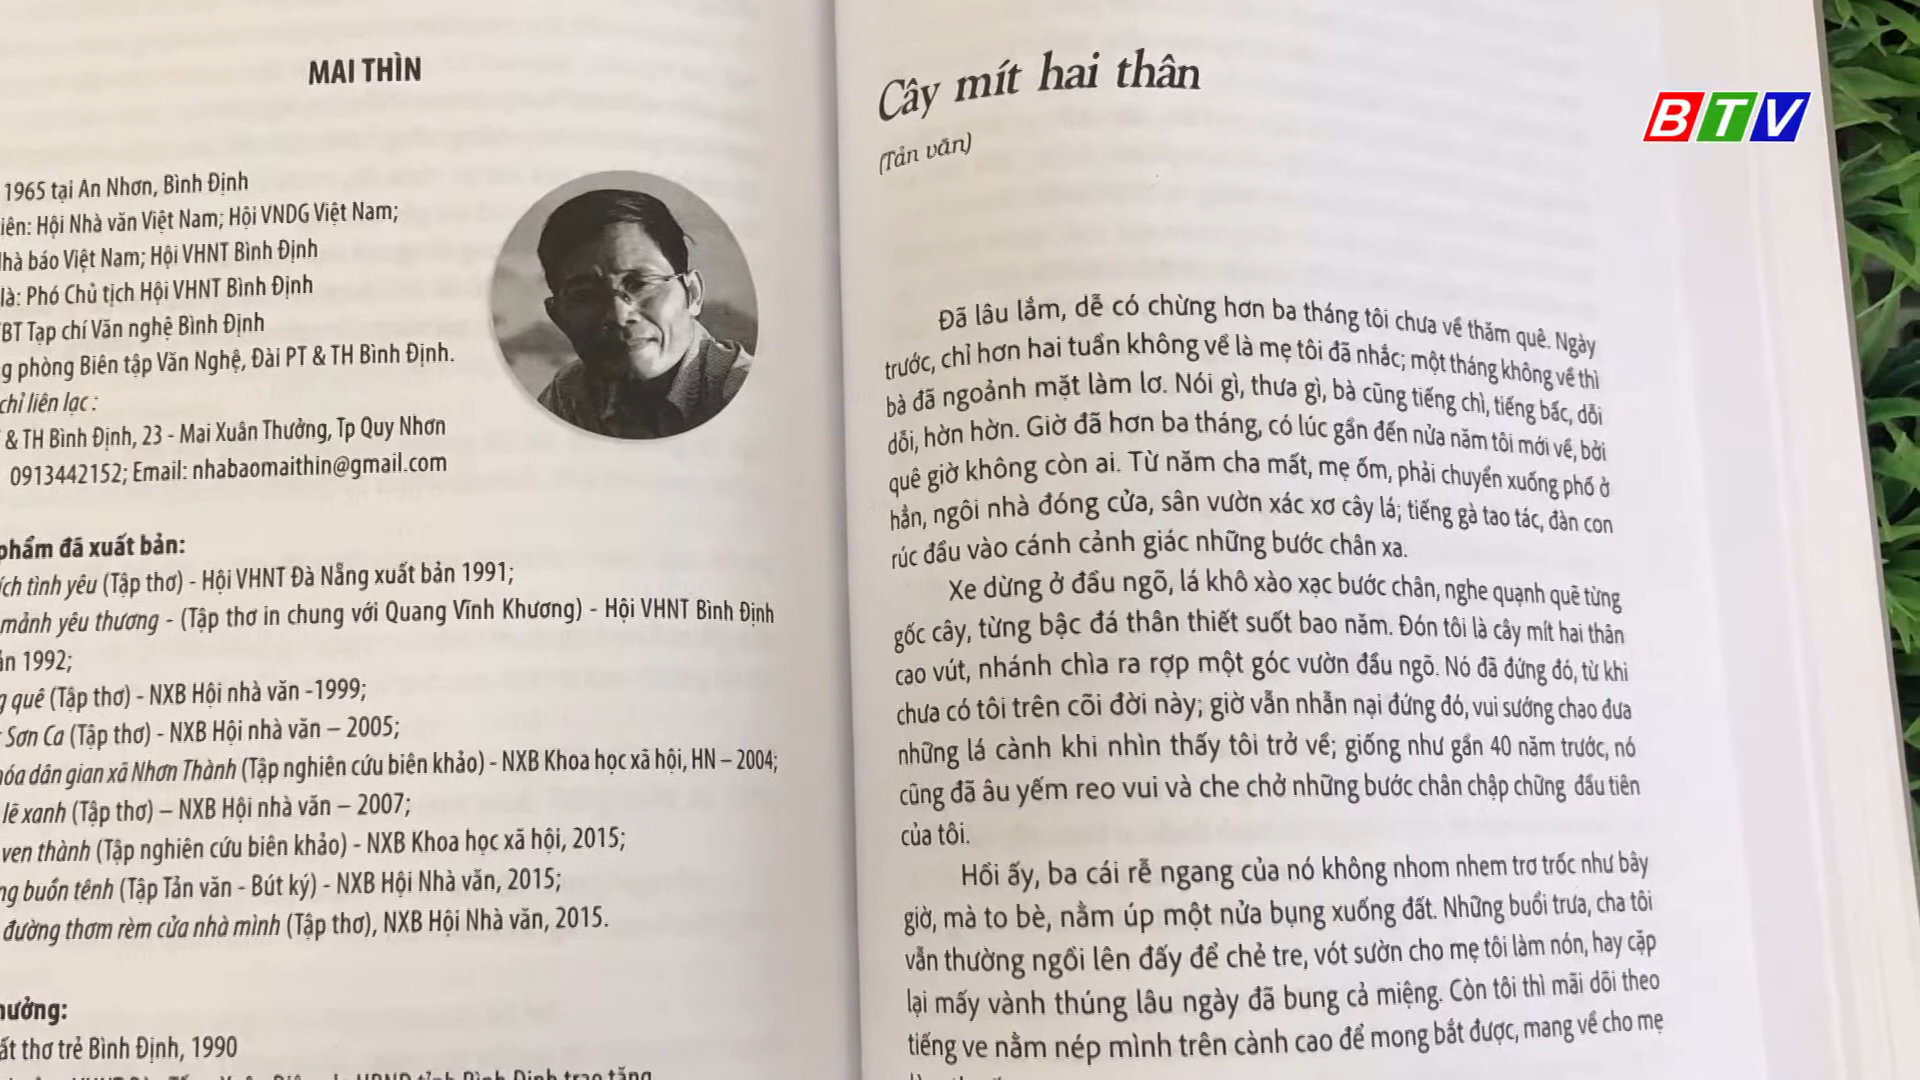 MAI THÌN
1965 tại An Nhơn, Bình Định
iên: Hội Nhà văn Việt Nam; Hội VNDG Việt Nam;
hà báo Việt Nam; Hội VHNT Bình Định
là: Phó Chủ tịch Hội VHNT Bình Định
BT Tạp chí Văn nghệ Bình Định
g phòng Biên tập Văn Nghệ, Đài PT & TH Bình Định.
chỉ liên lạc :
& TH Bình Định, 23 - Mai Xuân Thưởng, Tp Quy Nhơn
0913442152; Email: nhabaomaithin@gmail.com
phẩm đã xuất bản:
ích tình yêu (Tập thơ) - Hội VHNT Đà Nẵng xuất bản 1991;
mảnh yêu thương - (Tập thơ in chung với Quang Vĩnh Khương) - Hội VHNT Bình Định
ản 1992;
g quê (Tập thơ) - NXB Hội nhà văn -1999;
Sơn Ca (Tập thơ) - NXB Hội nhà văn – 2005;
hóa dân gian xã Nhơn Thành (Tập nghiên cứu biên khảo) - NXB Khoa học xã hội, HN – 2004;
lẽ xanh (Tập thơ) – NXB Hội nhà văn – 2007;
ven thành (Tập nghiên cứu biên khảo) - NXB Khoa học xã hội, 2015;
ng buồn tênh (Tập Tản văn - Bút ký) - NXB Hội Nhà văn, 2015;
đường thơm rèm cửa nhà mình (Tập thơ), NXB Hội Nhà văn, 2015.
hưởng:
ất thơ trẻ Bình Định, 1990
Cây mít hai thân
(Tản văn)
Đã lâu lắm, dễ có chừng hơn ba tháng tôi chưa về thăm quê. Ngày
trước, chỉ hơn hai tuần không về là mẹ tôi đã nhắc; một tháng không về thì
bà đã ngoảnh mặt làm lơ. Nói gì, thưa gì, bà cũng tiếng chì, tiếng bấc, dỗi
dỗi, hờn hờn. Giờ đã hơn ba tháng, có lúc gần đến nửa năm tôi mới về, bởi
quê giờ không còn ai. Từ năm cha mất, mẹ ốm, phải chuyển xuống phố ở
hẳn, ngôi nhà đóng cửa, sân vườn xác xơ cây lá; tiếng gà tao tác, đàn con
rúc đầu vào cánh cảnh giác những bước chân xa.
Xe dừng ở đầu ngõ, lá khô xào xạc bước chân, nghe quạnh quẽ từng
gốc cây, từng bậc đá thân thiết suốt bao năm. Đón tôi là cây mít hai thân
cao vút, nhánh chìa ra rợp một góc vườn đầu ngõ. Nó đã đứng đó, từ khi
chưa có tôi trên cõi đời này; giờ vẫn nhẫn nại đứng đó, vui sướng chao đưa
những lá cành khi nhìn thấy tôi trở về; giống như gần 40 năm trước, nó
cũng đã âu yếm reo vui và che chở những bước chân chập chững đầu tiên
của tôi.
Hồi ấy, ba cái rễ ngang của nó không nhom nhem trơ trốc như bây
giờ, mà to bè, nằm úp một nửa bụng xuống đất. Những buổi trưa, cha tôi
vẫn thường ngồi lên đấy để chẻ tre, vót sườn cho mẹ tôi làm nón, hay cặp
lại mấy vành thúng lâu ngày đã bung cả miệng. Còn tôi thì mãi dõi theo
tiếng ve nằm nép mình trên cành cao để mong bắt được, mang về cho mẹ
BTV